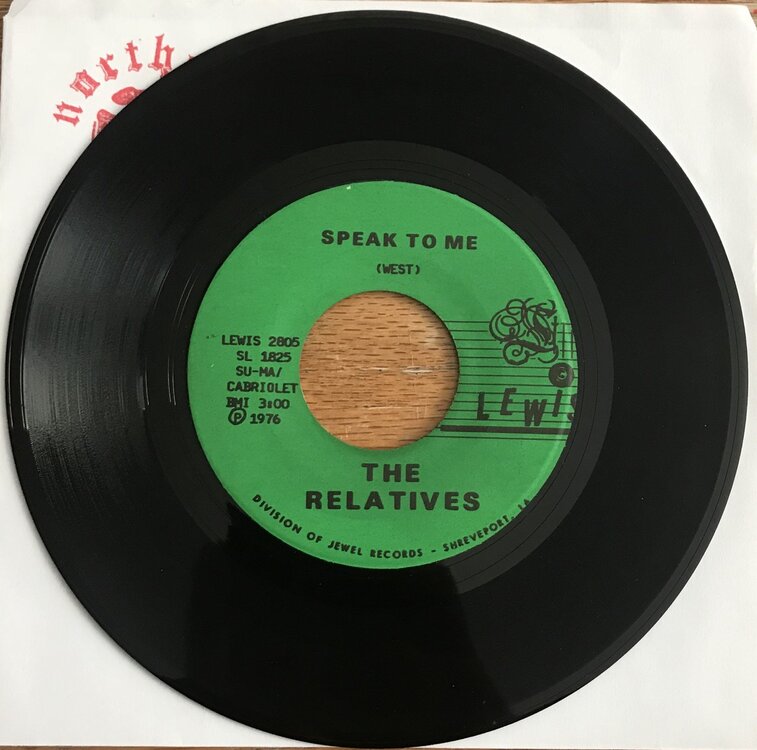 SPEAK TO ME
(WEST)
LEWIS 2805
SL 1825
SU-MA/
CABRIOLET
BMI 3:00
Ⓟ 1976
LEWIS
THE
RELATIVES
DIVISION OF JEWEL RECORDS - SHREVEPORT, LA